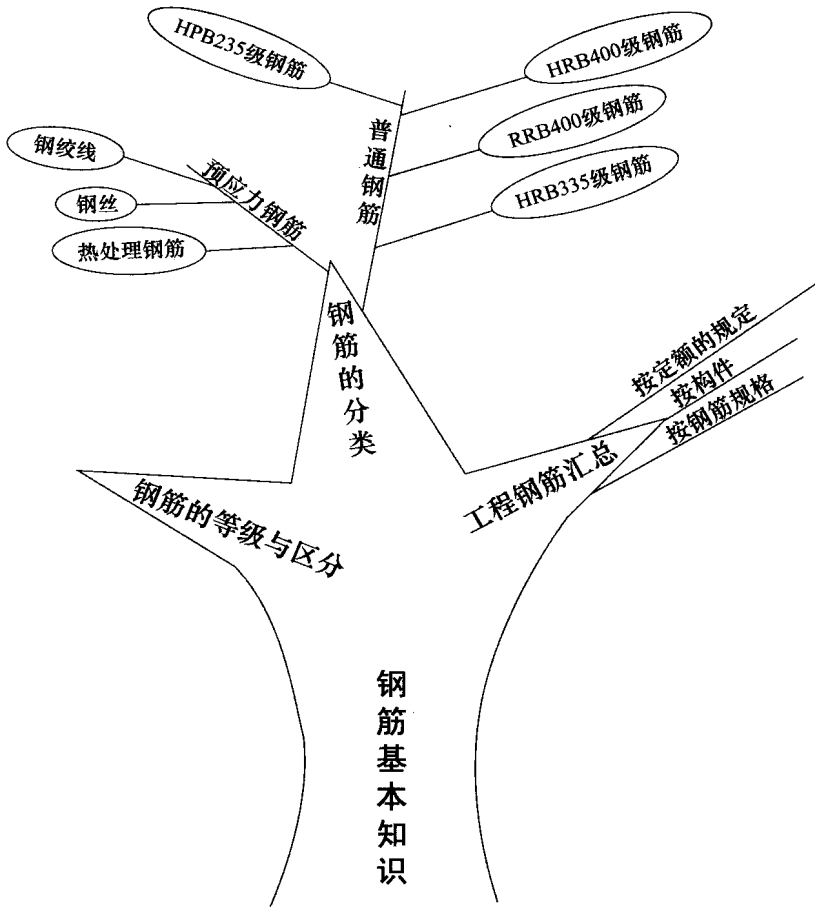 HPB235级钢筋
HRB400级钢筋
RRB400级钢筋
HRB335级钢筋
普通钢筋
钢绞线
钢丝
热处理钢筋
预应力钢筋
钢筋的分类
按定额的规定
按构件
按钢筋规格
工程钢筋汇总
钢筋的等级与区分
钢筋基本知识